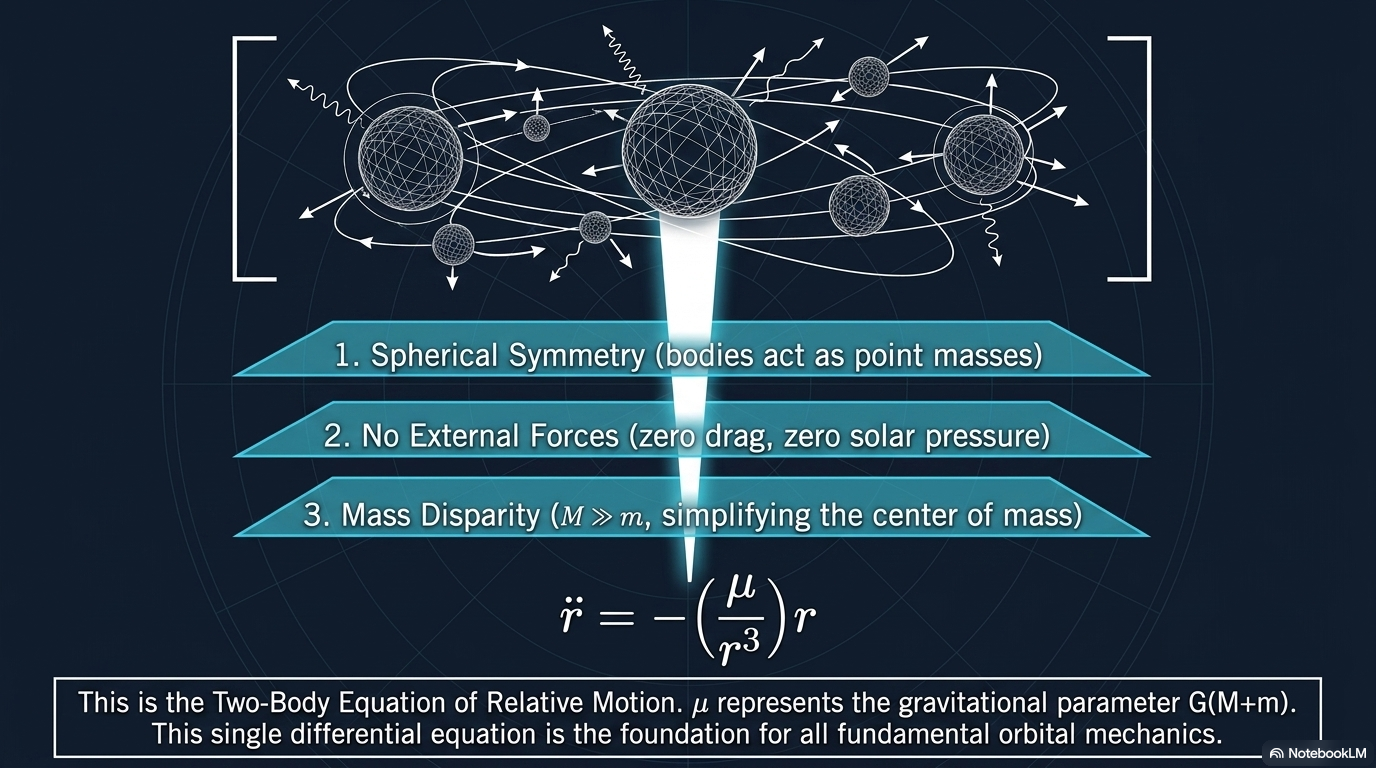 1. Spherical Symmetry (bodies act as point masses)
2. No External Forces (zero drag, zero solar pressure)
3. Mass Disparity (M ≫ m, simplifying the center of mass)
r̈ = −(μ/r³)r
This is the Two-Body Equation of Relative Motion. μ represents the gravitational parameter G(M+m).
This single differential equation is the foundation for all fundamental orbital mechanics.
NotebookLM